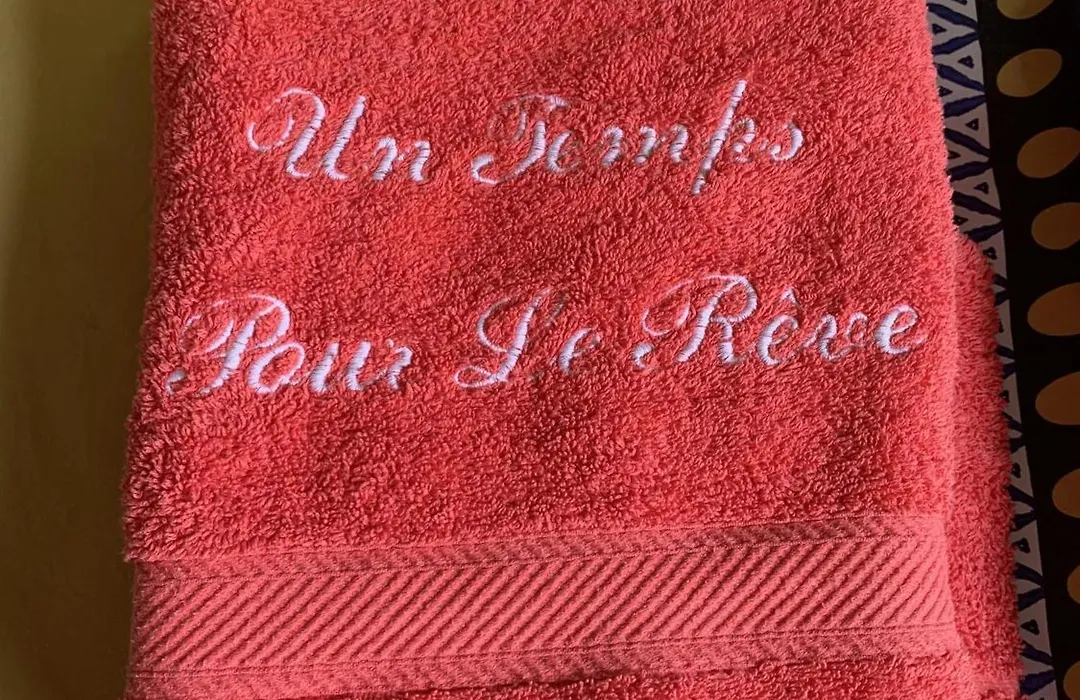 Un Temps
Pour Le Rêve